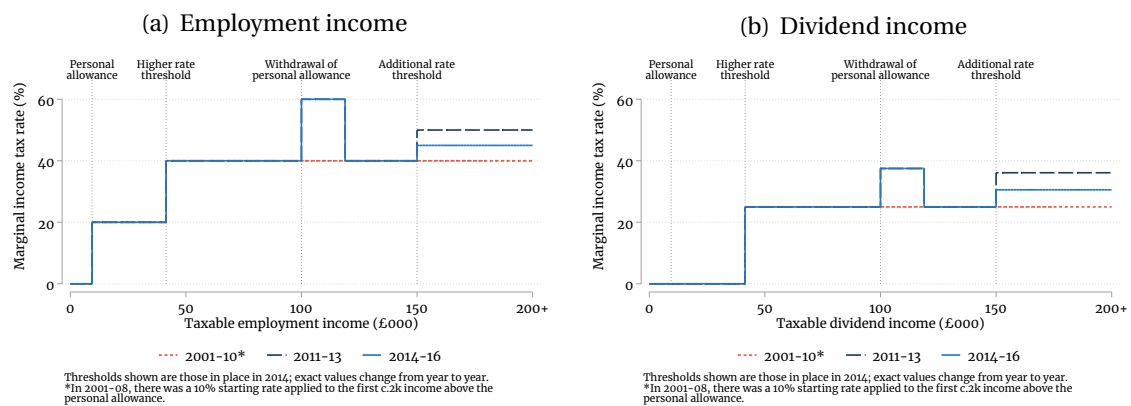 (a) Employment income
Personal allowance
Higher rate threshold
Withdrawal of personal allowance
Additional rate threshold
Marginal income tax rate (%)
60
40
20
0
0 50 100 150 200+
Taxable employment income (£000)
2001-10* 2011-13 2014-16
Thresholds shown are those in place in 2014; exact values change from year to year.
*In 2001-08, there was a 10% starting rate applied to the first c.2k income above the
personal allowance.
(b) Dividend income
Personal allowance
Higher rate threshold
Withdrawal of personal allowance
Additional rate threshold
Marginal income tax rate (%)
60
40
20
0
0 50 100 150 200+
Taxable dividend income (£000)
2001-10* 2011-13 2014-16
Thresholds shown are those in place in 2014; exact values change from year to year.
*In 2001-08, there was a 10% starting rate applied to the first c.2k income above the
personal allowance.